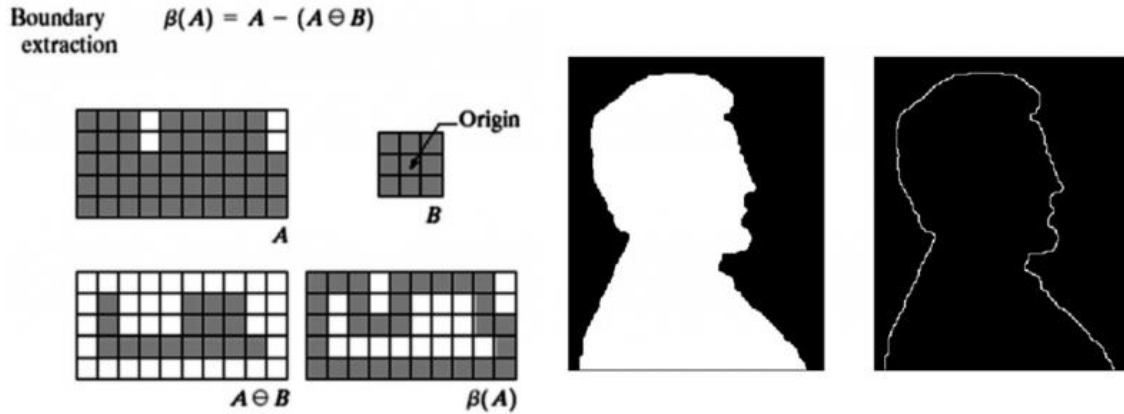 Boundary β(A) = A − (A ⊖ B)
extraction
Origin
B
A
A ⊖ B
β(A)